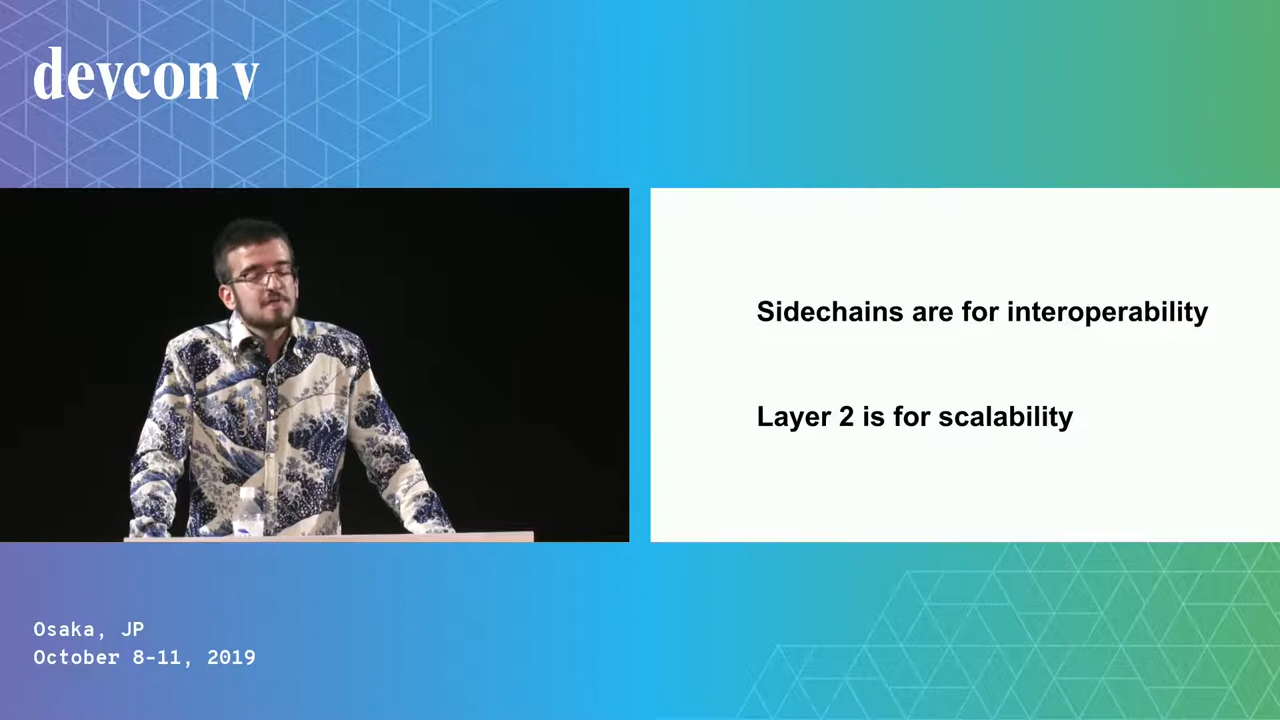 devcon v
Sidechains are for interoperability
Layer 2 is for scalability
Osaka, JP
October 8-11, 2019